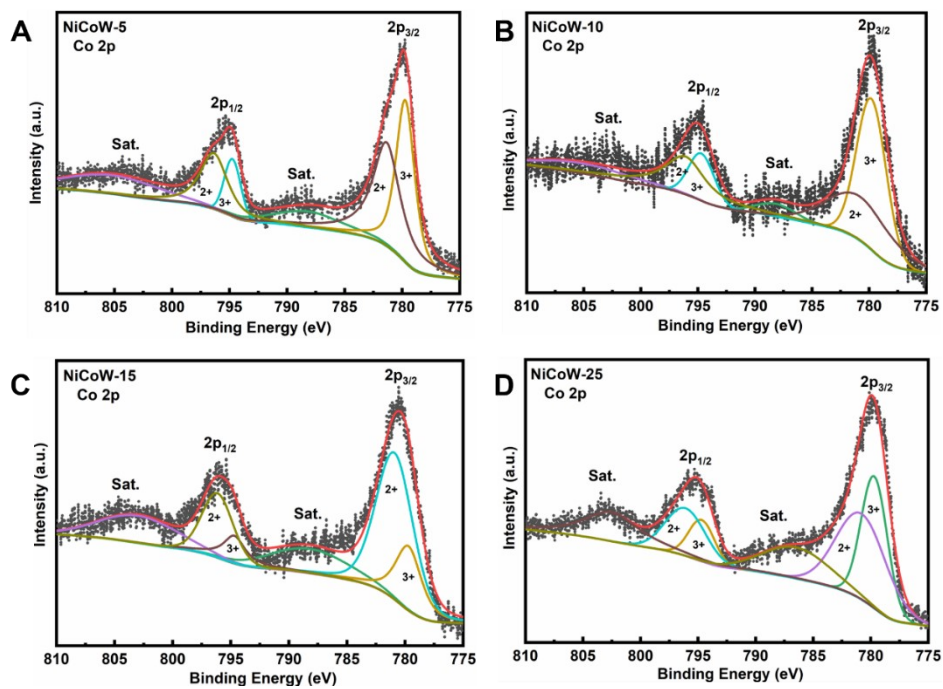 A
NiCoW-5
Co 2p
2p3/2
2p1/2
Sat.
Sat.
2+
3+
2+
3+
Intensity (a.u.)
810 805 800 795 790 785 780 775
Binding Energy (eV)
B
NiCoW-10
Co 2p
2p3/2
2p1/2
Sat.
Sat.
2+
3+
2+
3+
Intensity (a.u.)
810 805 800 795 790 785 780 775
Binding Energy (eV)
C
NiCoW-15
Co 2p
2p3/2
2p1/2
Sat.
Sat.
2+
3+
2+
3+
Intensity (a.u.)
810 805 800 795 790 785 780 775
Binding Energy (eV)
D
NiCoW-25
Co 2p
2p3/2
2p1/2
Sat.
Sat.
2+
3+
2+
3+
Intensity (a.u.)
810 805 800 795 790 785 780 775
Binding Energy (eV)